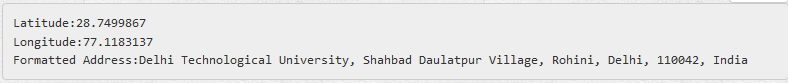 Latitude:28.7499867
Longitude:77.1183137
Formatted Address:Delhi Technological University, Shahbad Daulatpur Village, Rohini, Delhi, 110042, India